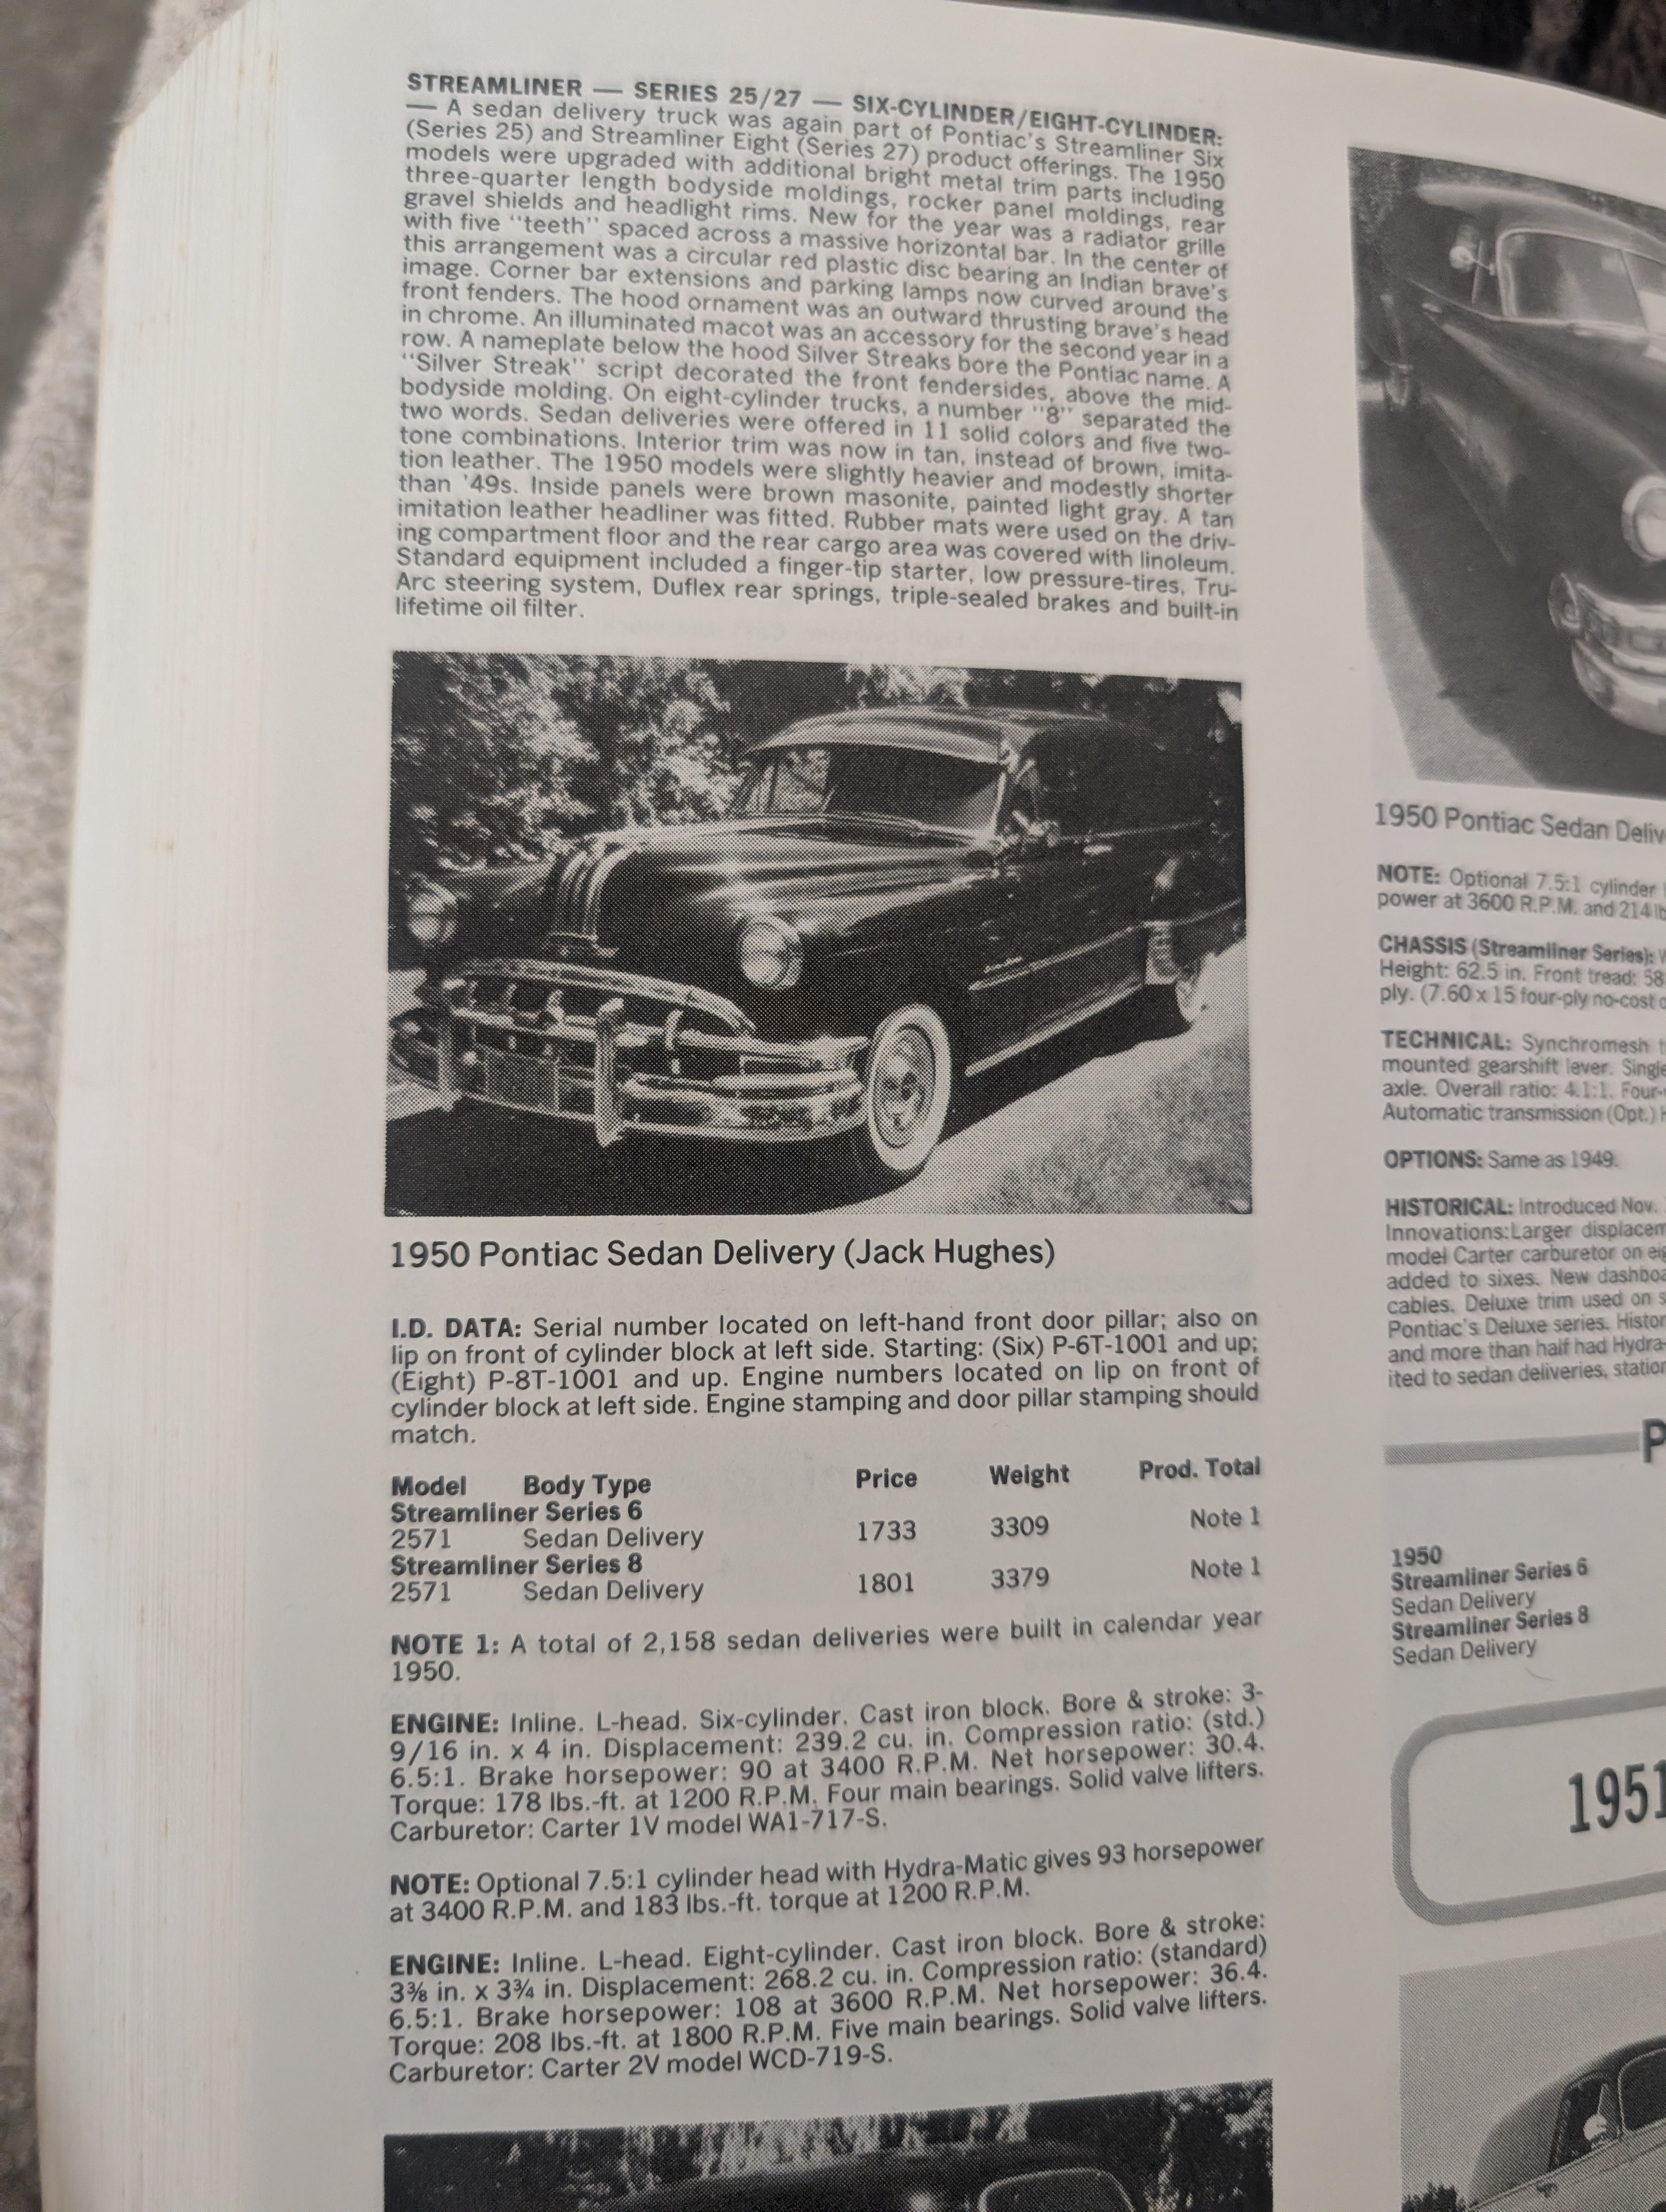 STREAMLINER — SERIES 25/27 — SIX-CYLINDER/EIGHT-CYLINDER:
— A sedan delivery truck was again part of Pontiac's Streamliner Six
(Series 25) and Streamliner Eight (Series 27) product offerings. The 1950
models were upgraded with additional bright metal trim parts including
three-quarter length bodyside moldings, rocker panel moldings, rear
gravel shields and headlight rims. New for the year was a radiator grille
with five "teeth" spaced across a massive horizontal bar. In the center of
this arrangement was a circular red plastic disc bearing an Indian brave's
image. Corner bar extensions and parking lamps now curved around the
front fenders. The hood ornament was an outward thrusting brave's head
in chrome. An illuminated macot was an accessory for the second year in a
row. A nameplate below the hood Silver Streaks bore the Pontiac name. A
"Silver Streak" script decorated the front fendersides, above the mid-
bodyside molding. On eight-cylinder trucks, a number "8" separated the
two words. Sedan deliveries were offered in 11 solid colors and five two-
tone combinations. Interior trim was now in tan, instead of brown, imita-
tion leather. The 1950 models were slightly heavier and modestly shorter
than '49s. Inside panels were brown masonite, painted light gray. A tan
imitation leather headliner was fitted. Rubber mats were used on the driv-
ing compartment floor and the rear cargo area was covered with linoleum.
Standard equipment included a finger-tip starter, low pressure-tires, Tru-
Arc steering system, Duflex rear springs, triple-sealed brakes and built-in
lifetime oil filter.
1950 Pontiac Sedan Delivery (Jack Hughes)
I.D. DATA: Serial number located on left-hand front door pillar; also on
lip on front of cylinder block at left side. Starting: (Six) P-6T-1001 and up;
(Eight) P-8T-1001 and up. Engine numbers located on lip on front of
cylinder block at left side. Engine stamping and door pillar stamping should
match.
Model Body Type Price Weight Prod. Total
Streamliner Series 6
2571 Sedan Delivery 1733 3309 Note 1
Streamliner Series 8
2571 Sedan Delivery 1801 3379 Note 1
NOTE 1: A total of 2,158 sedan deliveries were built in calendar year
1950.
ENGINE: Inline. L-head. Six-cylinder. Cast iron block. Bore & stroke: 3-
9/16 in. x 4 in. Displacement: 239.2 cu. in. Compression ratio: (std.)
6.5:1. Brake horsepower: 90 at 3400 R.P.M. Net horsepower: 30.4.
Torque: 178 lbs.-ft. at 1200 R.P.M. Four main bearings. Solid valve lifters.
Carburetor: Carter 1V model WA1-717-S.
NOTE: Optional 7.5:1 cylinder head with Hydra-Matic gives 93 horsepower
at 3400 R.P.M. and 183 lbs.-ft. torque at 1200 R.P.M.
ENGINE: Inline. L-head. Eight-cylinder. Cast iron block. Bore & stroke:
3⅜ in. x 3¾ in. Displacement: 268.2 cu. in. Compression ratio: (standard)
6.5:1. Brake horsepower: 108 at 3600 R.P.M. Net horsepower: 36.4.
Torque: 208 lbs.-ft. at 1800 R.P.M. Five main bearings. Solid valve lifters.
Carburetor: Carter 2V model WCD-719-S.
1950 Pontiac Sedan
NOTE: Optional 7.5:1 cylinder
power at 3600 R.P.M. and 214
CHASSIS (Streamliner Series):
Height: 62.5 in. Front tread: 58
ply. (7.60 x 15 four-ply no-cost
TECHNICAL: Synchromesh
mounted gearshift lever.
axle. Overall ratio: 4.1:1.
Automatic transmission (Opt.)
OPTIONS: Same as 1949.
HISTORICAL: Introduced Nov.
Innovations:Larger
model Carter carburetor on
added to sixes. New
cables. Deluxe trim used on
Pontiac's Deluxe series.
and more than half had Hydra-
ited to sedan deliveries,
1950
Streamliner Series 6
Sedan Delivery
Streamliner Series 8
Sedan Delivery
1951